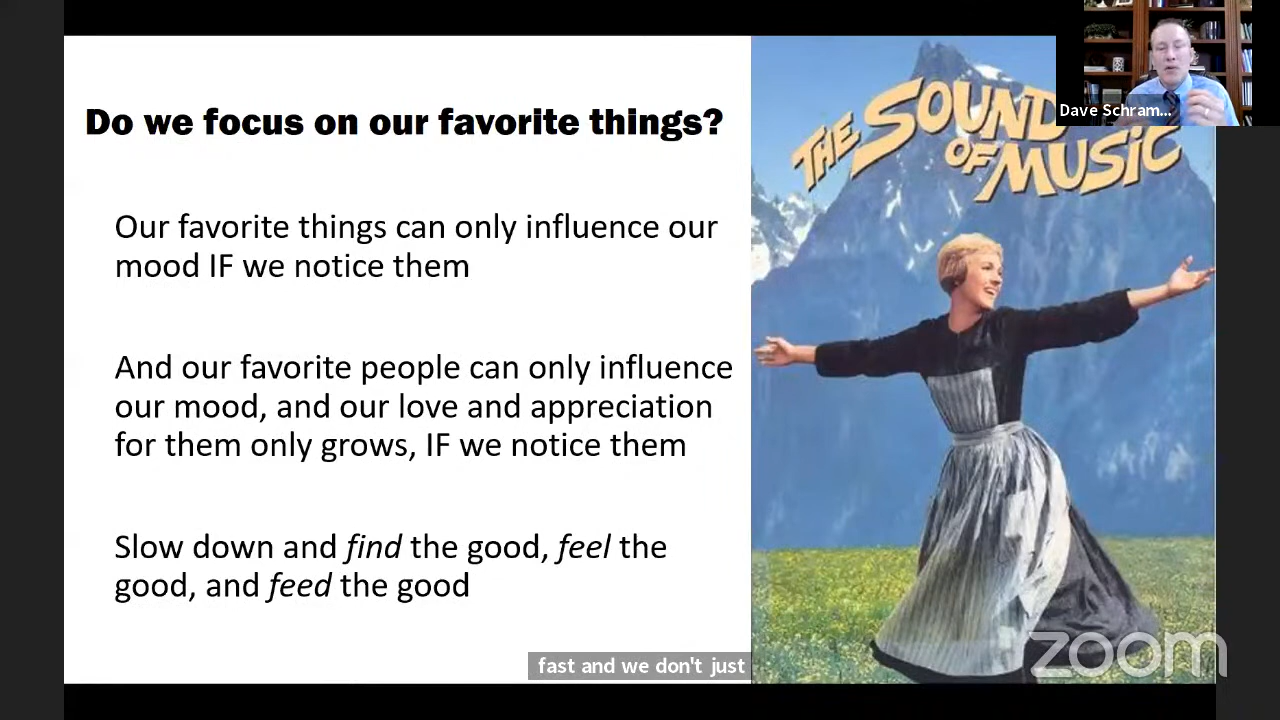 Do we focus on our favorite things?
Our favorite things can only influence our
mood IF we notice them
And our favorite people can only influence
our mood, and our love and appreciation
for them only grows, IF we notice them
Slow down and find the good, feel the
good, and feed the good
THE SOUND
OF MUSIC
Dave Schram...
fast and we don't just
zoom